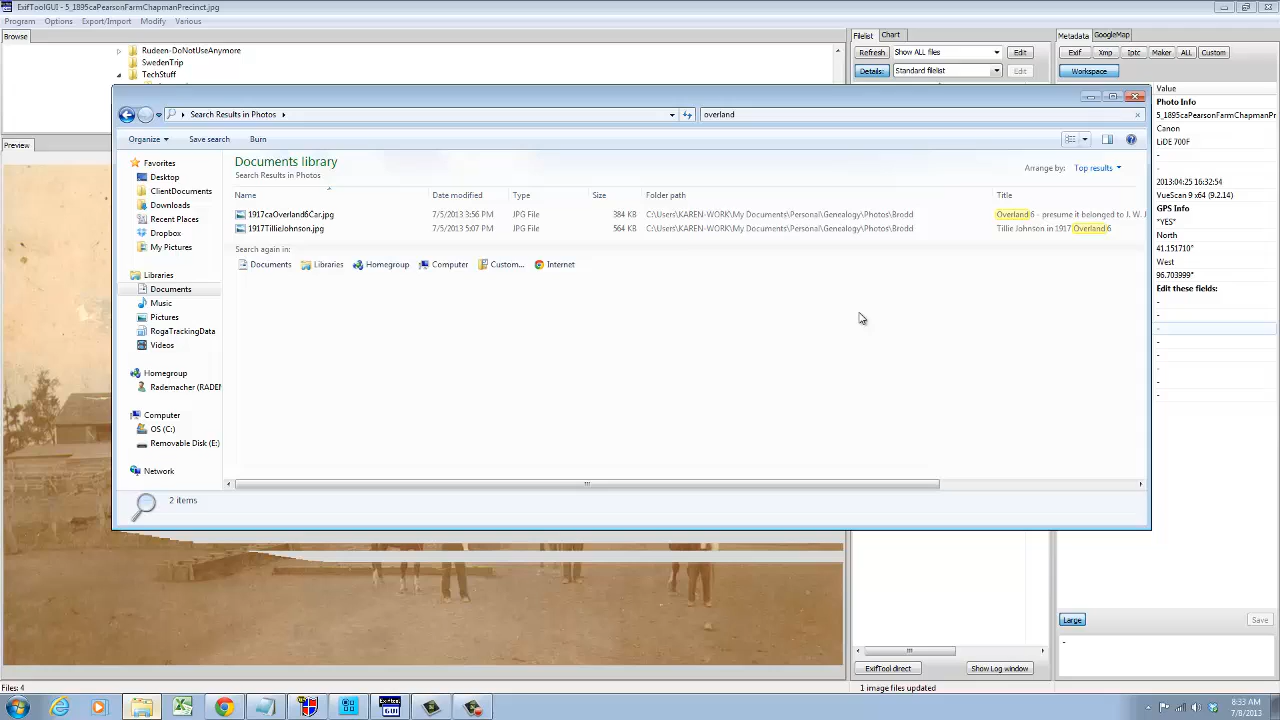 ExifToolGUI - 5_1895caPearsonFarmChapmanPrecinct.jpg
Program Options Export/Import Modify Various
Browse
Rudeen-DoNotUseAnymore
SwedenTrip
TechStuff
Filelist Chart
Refresh Show ALL files Edit
Details: Standard filelist Edit
Metadata GoogleMap
Exif Xmp Iptc Maker ALL Custom
Workspace
Search Results in Photos
overland
Organize Save search Burn
Favorites
Desktop
ClientDocuments
Downloads
Recent Places
Dropbox
My Pictures
Libraries
Documents
Music
Pictures
RogaTrackingData
Videos
Homegroup
Rademacher (RADEM
Computer
OS (C:)
Removable Disk (E:)
Network
Documents library
Search Results in Photos
Arrange by: Top results
Name Date modified Type Size Folder path Title
1917caOverland6Car.jpg 7/5/2013 3:56 PM JPG File 384 KB C:\Users\KAREN-WORK\My Documents\Personal\Genealogy\Photos\Brodd Overland 6 - presume it belonged to J. W. J
1917TillieJohnson.jpg 7/5/2013 5:07 PM JPG File 564 KB C:\Users\KAREN-WORK\My Documents\Personal\Genealogy\Photos\Brodd Tillie Johnson in 1917 Overland 6
Search again in:
Documents Libraries Homegroup Computer Custom... Internet
2 items
Value
Photo Info
5_1895caPearsonFarmChapmanPr
Canon
LiDE 700F
-
-
2013:04:25 16:32:54
VueScan 9 x64 (9.2.14)
GPS Info
*YES*
North
41.151710°
West
96.703999°
Edit these fields:
-
-
-
-
-
-
-
-
Preview
Large Save
-
ExifTool direct Show Log window
Files: 4
1 image files updated
8:33 AM
7/8/2013